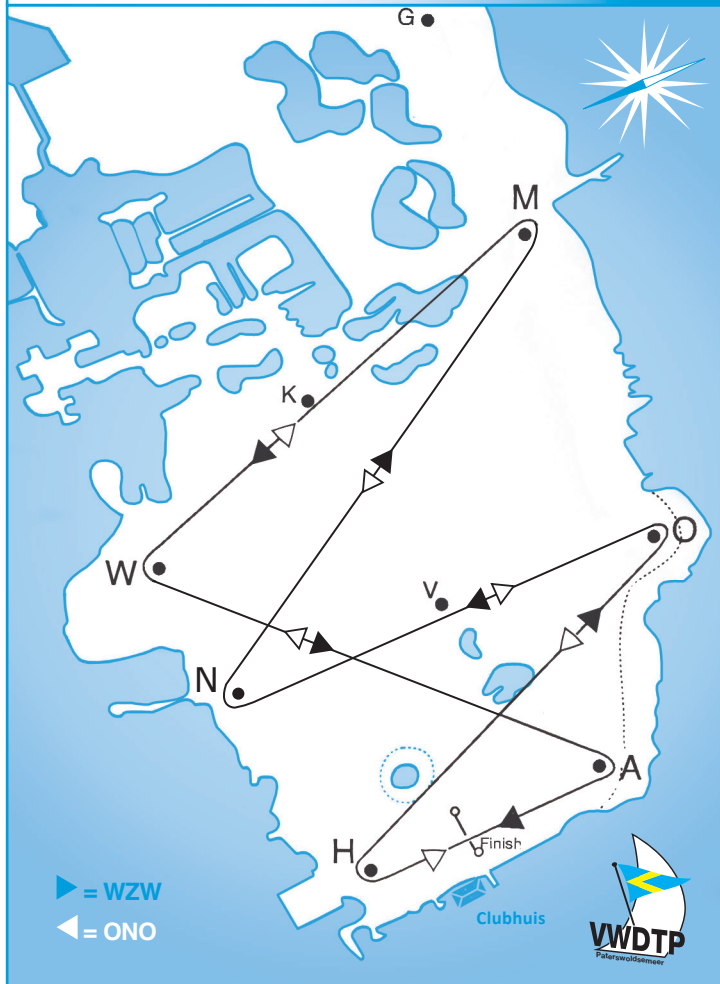 G
M
K
W
O
V
N
A
H
Finish
= WZW
= ONO
Clubhuis
VWDTP
Paterswoldsemeer